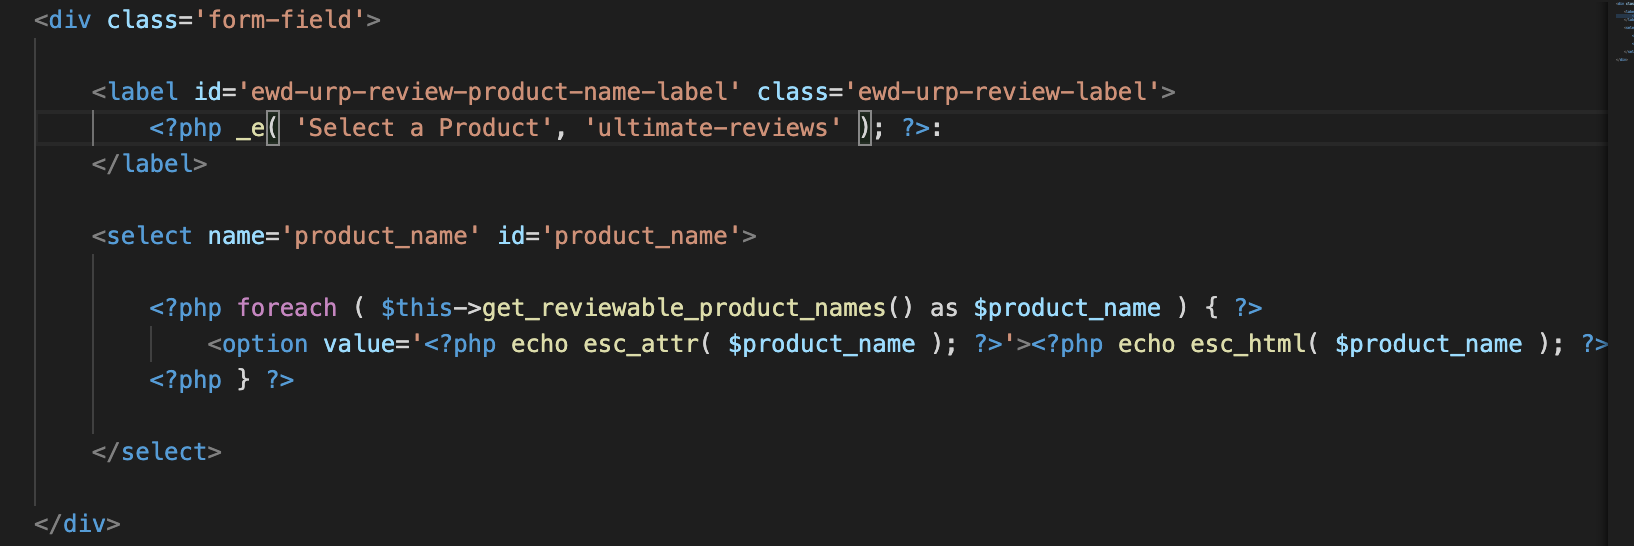 <div class='form-field'>
<label id='ewd-urp-review-product-name-label' class='ewd-urp-review-label'>
<?php _e( 'Select a Product', 'ultimate-reviews' ); ?>:
</label>
<select name='product_name' id='product_name'>
<?php foreach ( $this->get_reviewable_product_names() as $product_name ) { ?>
<option value='<?php echo esc_attr( $product_name ); ?>'><?php echo esc_html( $product_name ); ?>
<?php } ?>
</select>
</div>